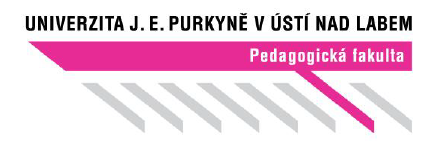 UNIVERZITA J. E. PURKYNĚ V ÚSTÍ NAD LABEM
Pedagogická fakulta